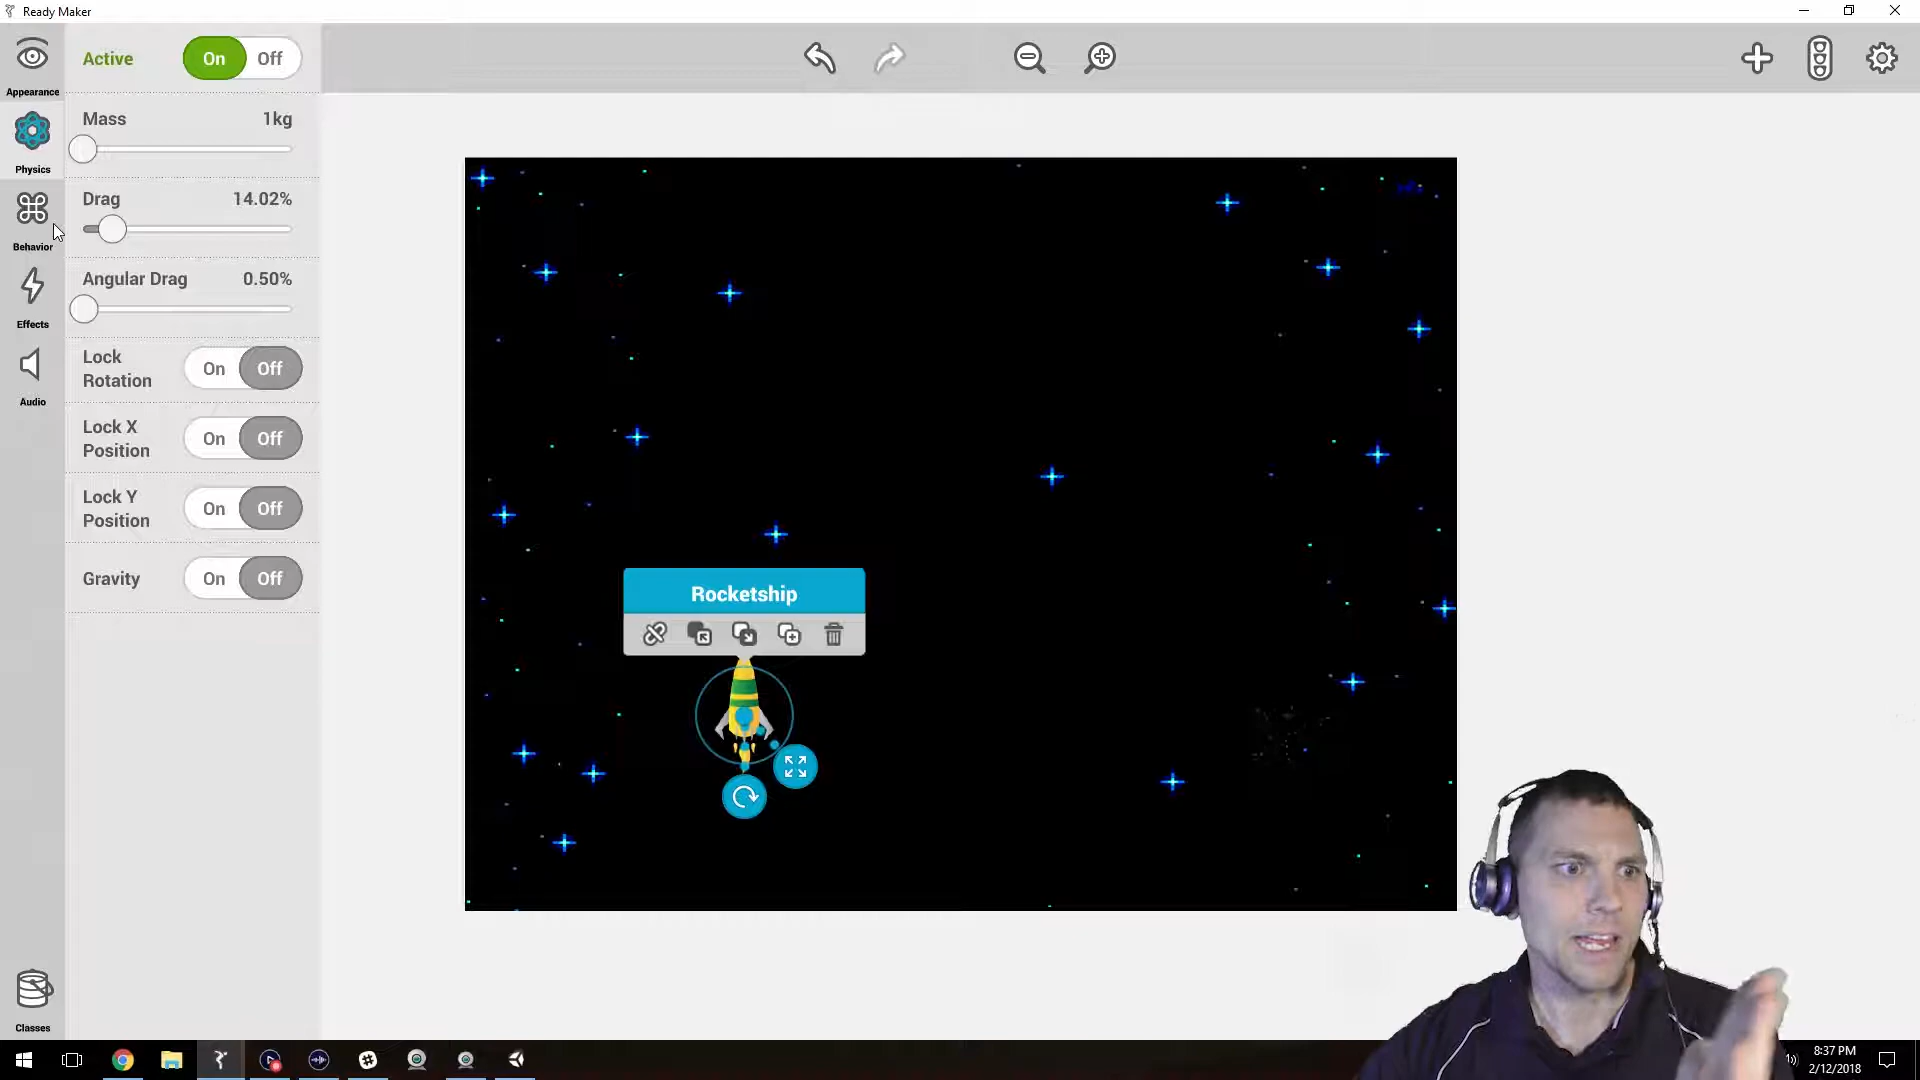 Ready Maker
Appearance
Physics
Behavior
Effects
Audio
Classes
Active On Off
Mass 1kg
Drag 14.02%
Angular Drag 0.50%
Lock
Rotation
On Off
Lock X
Position
On Off
Lock Y
Position
On Off
Gravity On Off
Rocketship
8:37 PM
2/12/2018